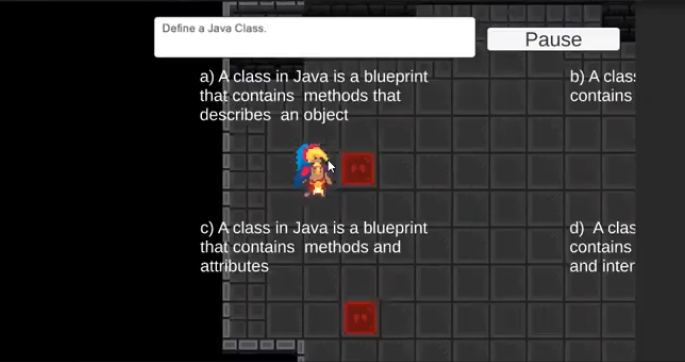 Define a Java Class.
Pause
a) A class in Java is a blueprint
that contains methods that
describes an object
b) A class
contains
c) A class in Java is a blueprint
that contains methods and
attributes
d) A clas
contains
and inter